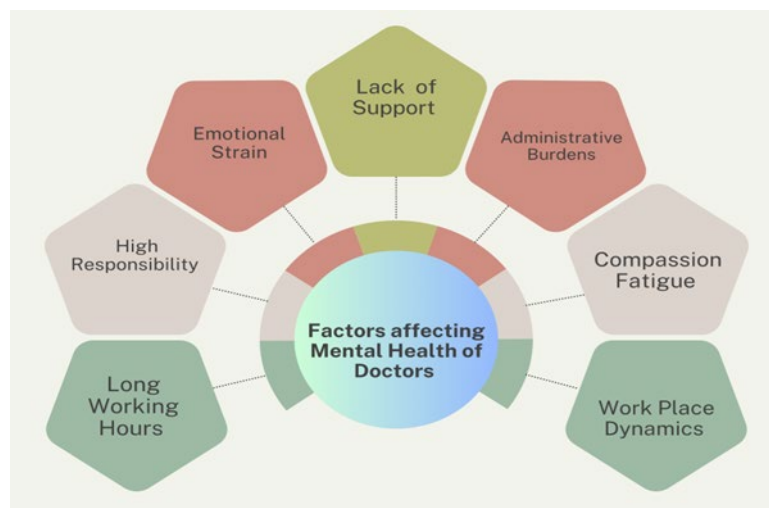 Lack of
Support
Emotional
Strain
Administrative
Burdens
High
Responsibility
Compassion
Fatigue
Factors affecting
Mental Health of
Doctors
Long
Working
Hours
Work Place
Dynamics